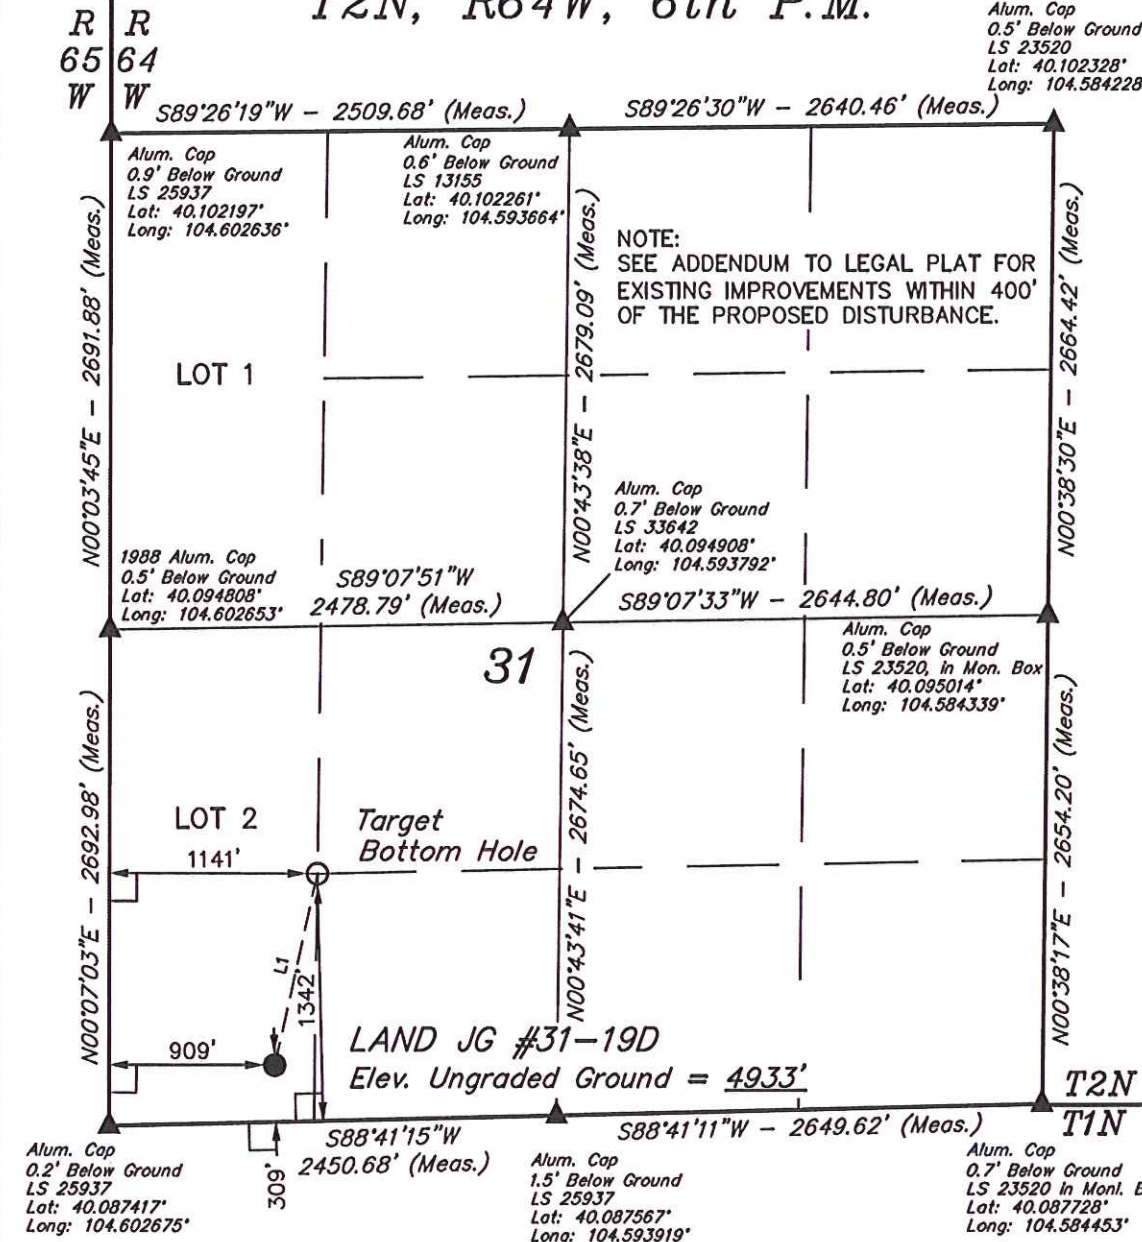 T2N, R64W, 6th P.M.
R R
65 64
W W
Alum. Cap
0.5' Below Ground
LS 23520
Lat: 40.102328°
Long: 104.584228
S89°26'19"W - 2509.68' (Meas.)
S89°26'30"W - 2640.46' (Meas.)
Alum. Cap
0.9' Below Ground
LS 25937
Lat: 40.102197°
Long: 104.602636°
Alum. Cap
0.6' Below Ground
LS 13155
Lat: 40.102261°
Long: 104.593664°
N00°03'45"E - 2691.88' (Meas.)
N00°43'38"E - 2679.09' (Meas.)
N00°38'30"E - 2664.42' (Meas.)
NOTE:
SEE ADDENDUM TO LEGAL PLAT FOR
EXISTING IMPROVEMENTS WITHIN 400'
OF THE PROPOSED DISTURBANCE.
LOT 1
Alum. Cap
0.7' Below Ground
LS 33642
Lat: 40.094908°
Long: 104.593792°
1988 Alum. Cap
0.5' Below Ground
Lat: 40.094808°
Long: 104.602653°
S89°07'51"W
2478.79' (Meas.)
S89°07'33"W - 2644.80' (Meas.)
Alum. Cap
0.5' Below Ground
LS 23520, in Mon. Box
Lat: 40.095014°
Long: 104.584339°
31
N00°07'03"E - 2692.98' (Meas.)
N00°43'41"E - 2674.65' (Meas.)
N00°38'17"E - 2654.20' (Meas.)
LOT 2
1141'
Target
Bottom Hole
L1
1342'
909'
LAND JG #31-19D
Elev. Ungraded Ground = 4933'
T2N
T1N
S88°41'15"W
2450.68' (Meas.)
S88°41'11"W - 2649.62' (Meas.)
309'
Alum. Cap
0.2' Below Ground
LS 25937
Lat: 40.087417°
Long: 104.602675°
Alum. Cap
1.5' Below Ground
LS 25937
Lat: 40.087567°
Long: 104.593919°
Alum. Cap
0.7' Below Ground
LS 23520 in Monl. B
Lat: 40.087728°
Long: 104.584453°